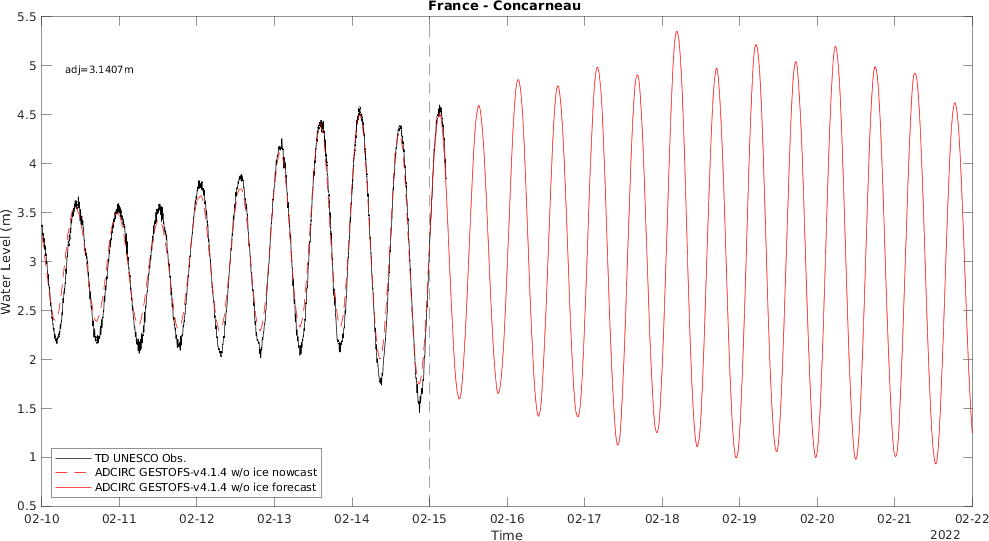 France - Concarneau
5.5
5
4.5
4
3.5
3
2.5
2
1.5
1
0.5
Water Level (m)
adj=3.1407m
TD UNESCO Obs.
ADCIRC GESTOFS-v4.1.4 w/o ice nowcast
ADCIRC GESTOFS-v4.1.4 w/o ice forecast
02-10 02-11 02-12 02-13 02-14 02-15 02-16 02-17 02-18 02-19 02-20 02-21 02-22
Time
2022